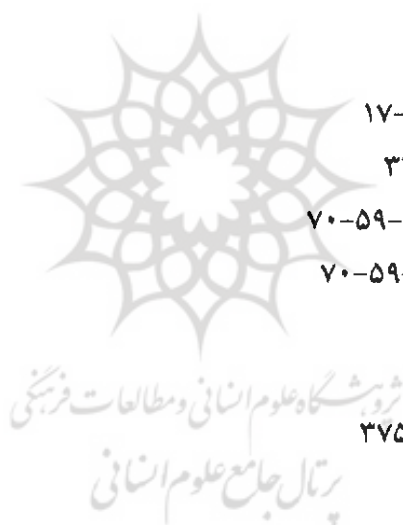 ۱۷-
۳
۷۰-۵۹-
۷۰-۵۹-
پژوهشگاه علوم انسانی و مطالعات فرهنگی
۳۷۵
پرتال جامع علوم انسانی